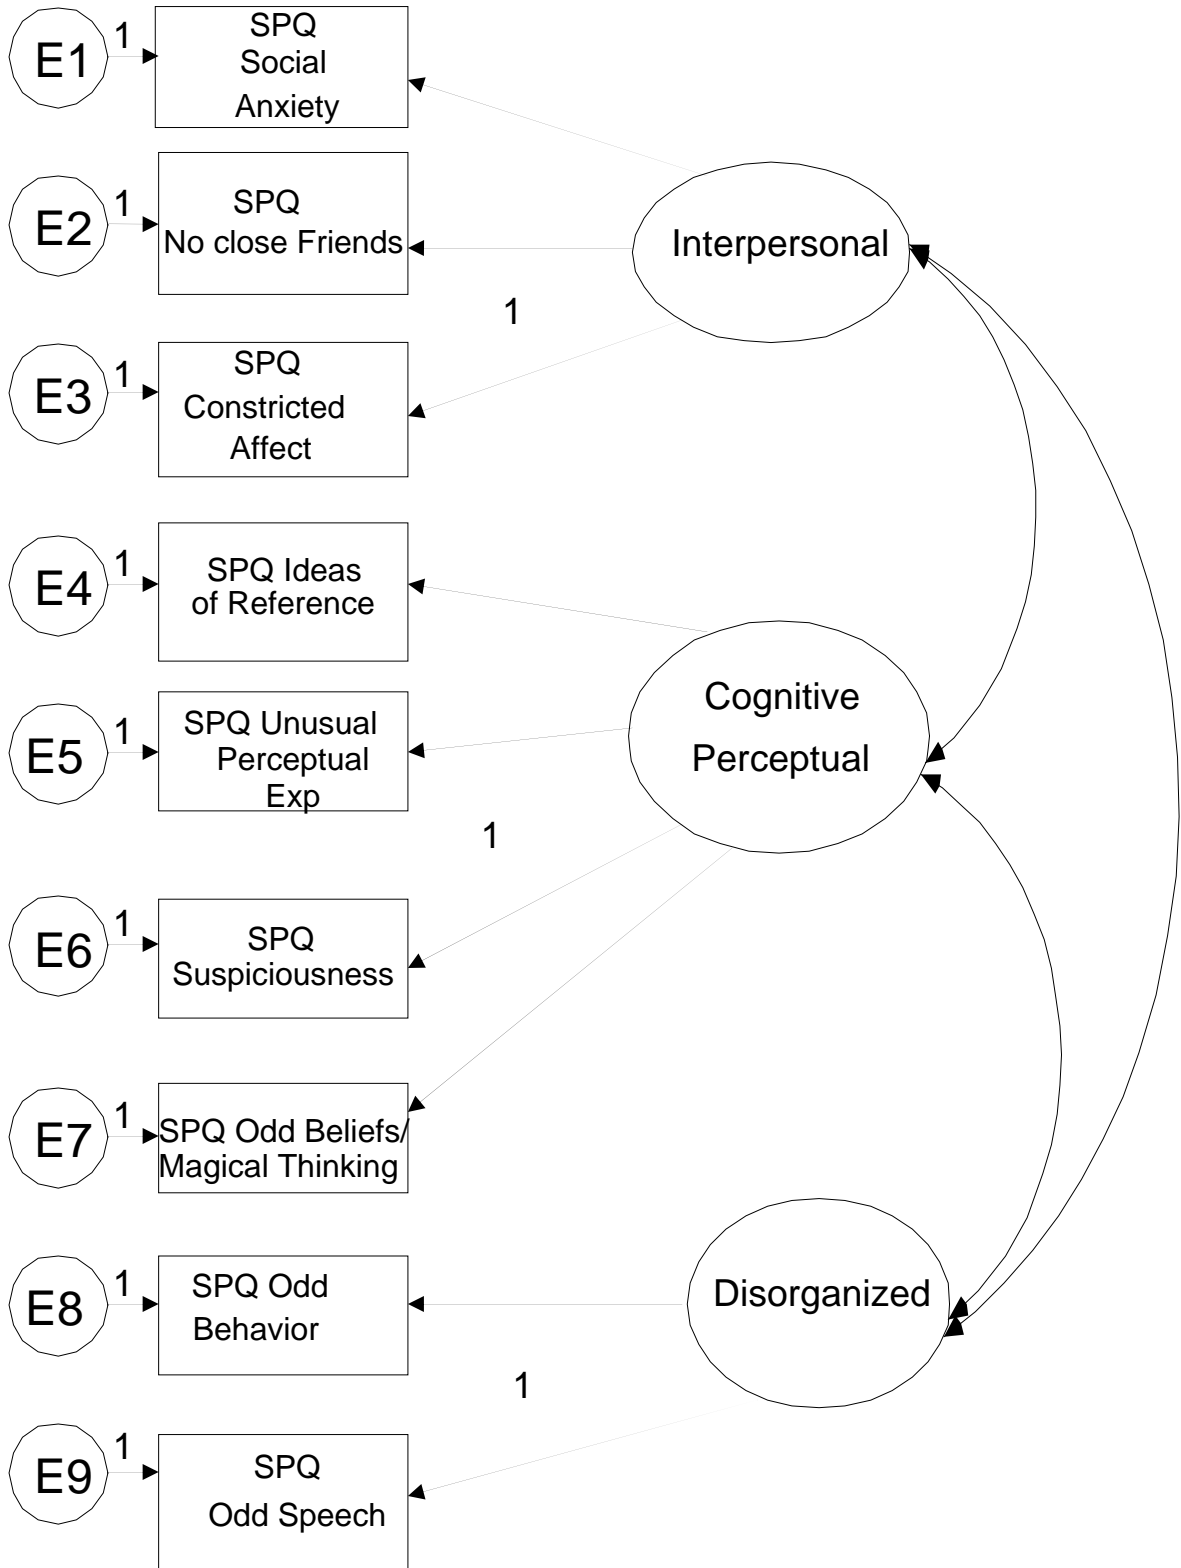 E1
1
SPQ
Social
Anxiety
E2
1
SPQ
No close Friends
Interpersonal
1
E3
1
SPQ
Constricted
Affect
E4
1
SPQ Ideas
of Reference
Cognitive
Perceptual
E5
1
SPQ Unusual
Perceptual
Exp
1
E6
1
SPQ
Suspiciousness
E7
1
SPQ Odd Beliefs/
Magical Thinking
E8
1
SPQ Odd
Behavior
Disorganized
1
E9
1
SPQ
Odd Speech